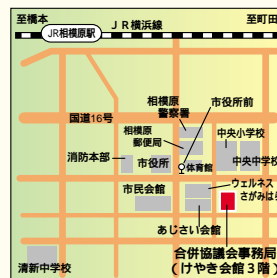 至橋本
至町田
JR横浜線
JR相模原駅
国道16号
相模原
警察署
市役所前
相模原
郵便局
中央小学校
消防本部
市役所
体育館
中央中学校
市民会館
ウェルネス
さがみはら
あじさい会館
清新中学校
合併協議会事務局
(けやき会館3階)